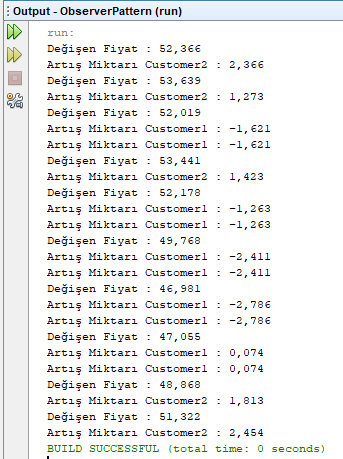 Output - ObserverPattern (run)
run:
Değişen Fiyat : 52,366
Artış Miktarı Customer2 : 2,366
Değişen Fiyat : 53,639
Artış Miktarı Customer2 : 1,273
Değişen Fiyat : 52,019
Artış Miktarı Customer1 : -1,621
Artış Miktarı Customer1 : -1,621
Değişen Fiyat : 53,441
Artış Miktarı Customer2 : 1,423
Değişen Fiyat : 52,178
Artış Miktarı Customer1 : -1,263
Artış Miktarı Customer1 : -1,263
Değişen Fiyat : 49,768
Artış Miktarı Customer1 : -2,411
Artış Miktarı Customer1 : -2,411
Değişen Fiyat : 46,981
Artış Miktarı Customer1 : -2,786
Artış Miktarı Customer1 : -2,786
Değişen Fiyat : 47,055
Artış Miktarı Customer1 : 0,074
Artış Miktarı Customer1 : 0,074
Değişen Fiyat : 48,868
Artış Miktarı Customer2 : 1,813
Değişen Fiyat : 51,322
Artış Miktarı Customer2 : 2,454
BUILD SUCCESSFUL (total time: 0 seconds)